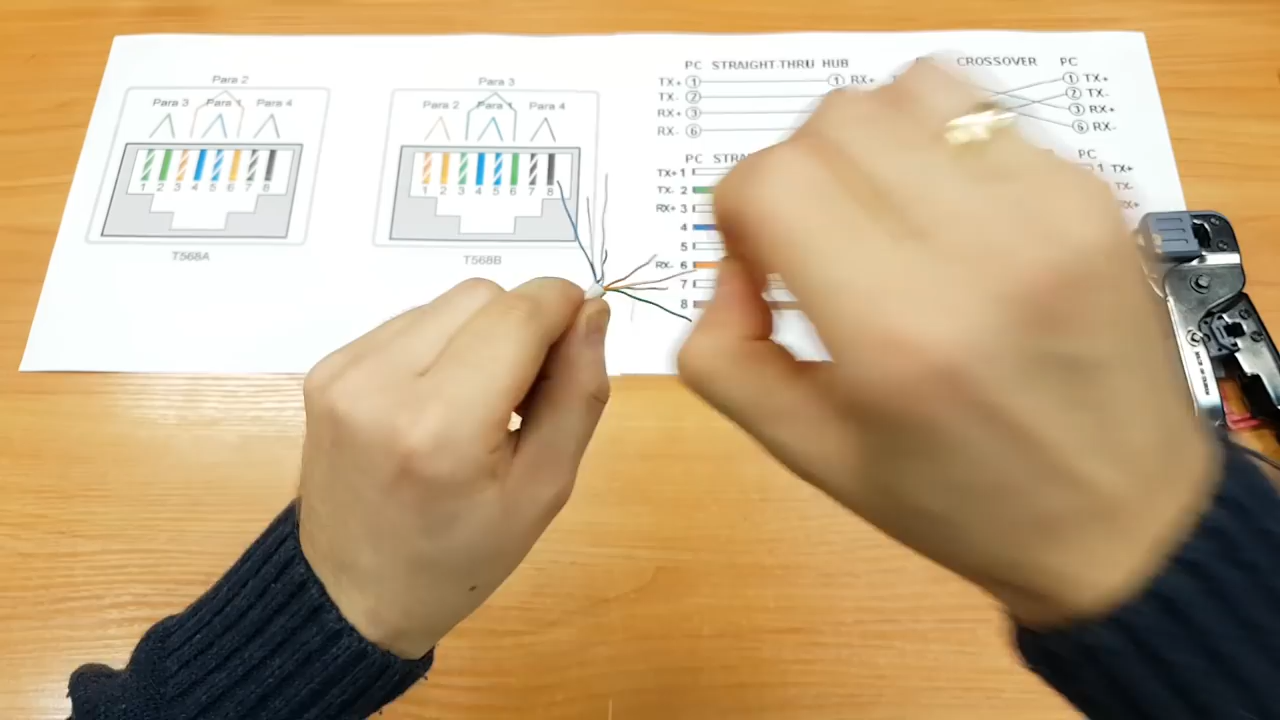 Para 2
Para 3 Para 1 Para 4
1 2 3 4 5 6 7 8
T568A
Para 3
Para 2 Para 1 Para 4
1 2 3 4 5 6 7 8
T568B
PC STRAIGHT-THRU HUB
TX+ 1 1 RX+
TX- 2
RX+ 3
RX- 6
PC
TX+ 1
TX- 2
RX+ 3
4
5
RX- 6
7
8
CROSSOVER PC
1 TX+
2 TX-
3 RX+
6 RX-
PC
1 TX+
TX-
RX+